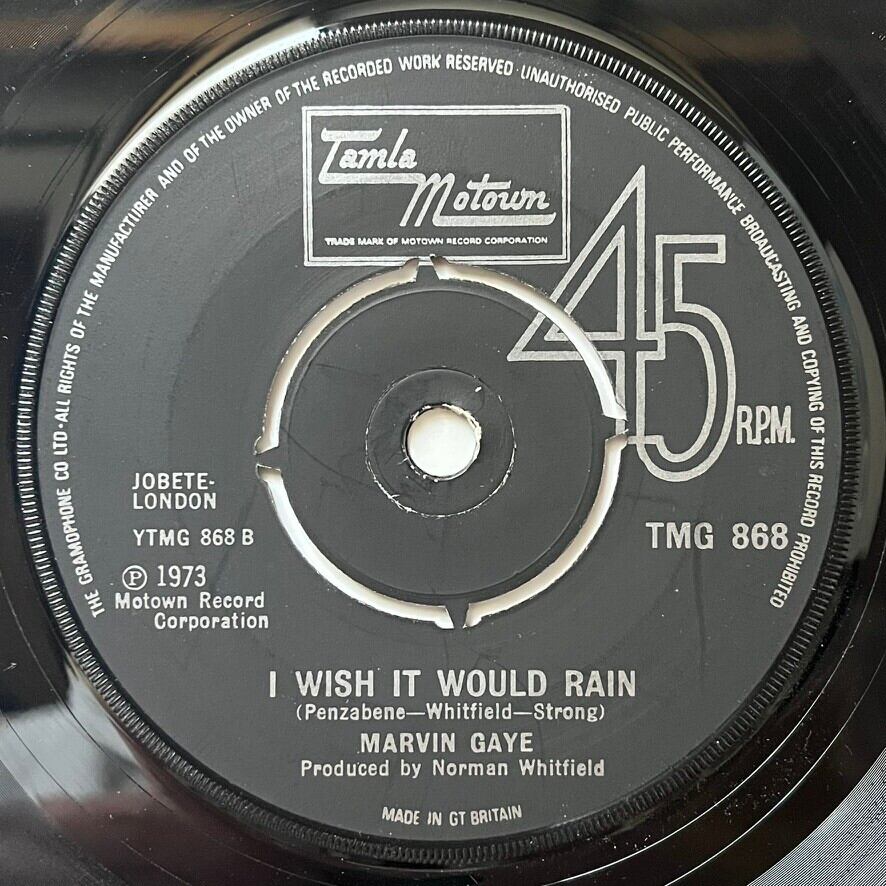 THE GRAMOPHONE CO LTD·ALL RIGHTS OF THE MANUFACTURER AND OF THE OWNER OF THE RECORDED WORK RESERVED·UNAUTHORISED PUBLIC PERFORMANCE BROADCASTING AND COPYING OF THIS RECORD PROHIBITED
Tamla
Motown
TRADE MARK OF MOTOWN RECORD CORPORATION
45
R.P.M.
JOBETE-
LONDON
YTMG 868 B
TMG 868
℗ 1973
Motown Record
Corporation
I WISH IT WOULD RAIN
(Penzabene—Whitfield—Strong)
MARVIN GAYE
Produced by Norman Whitfield
MADE IN GT BRITAIN